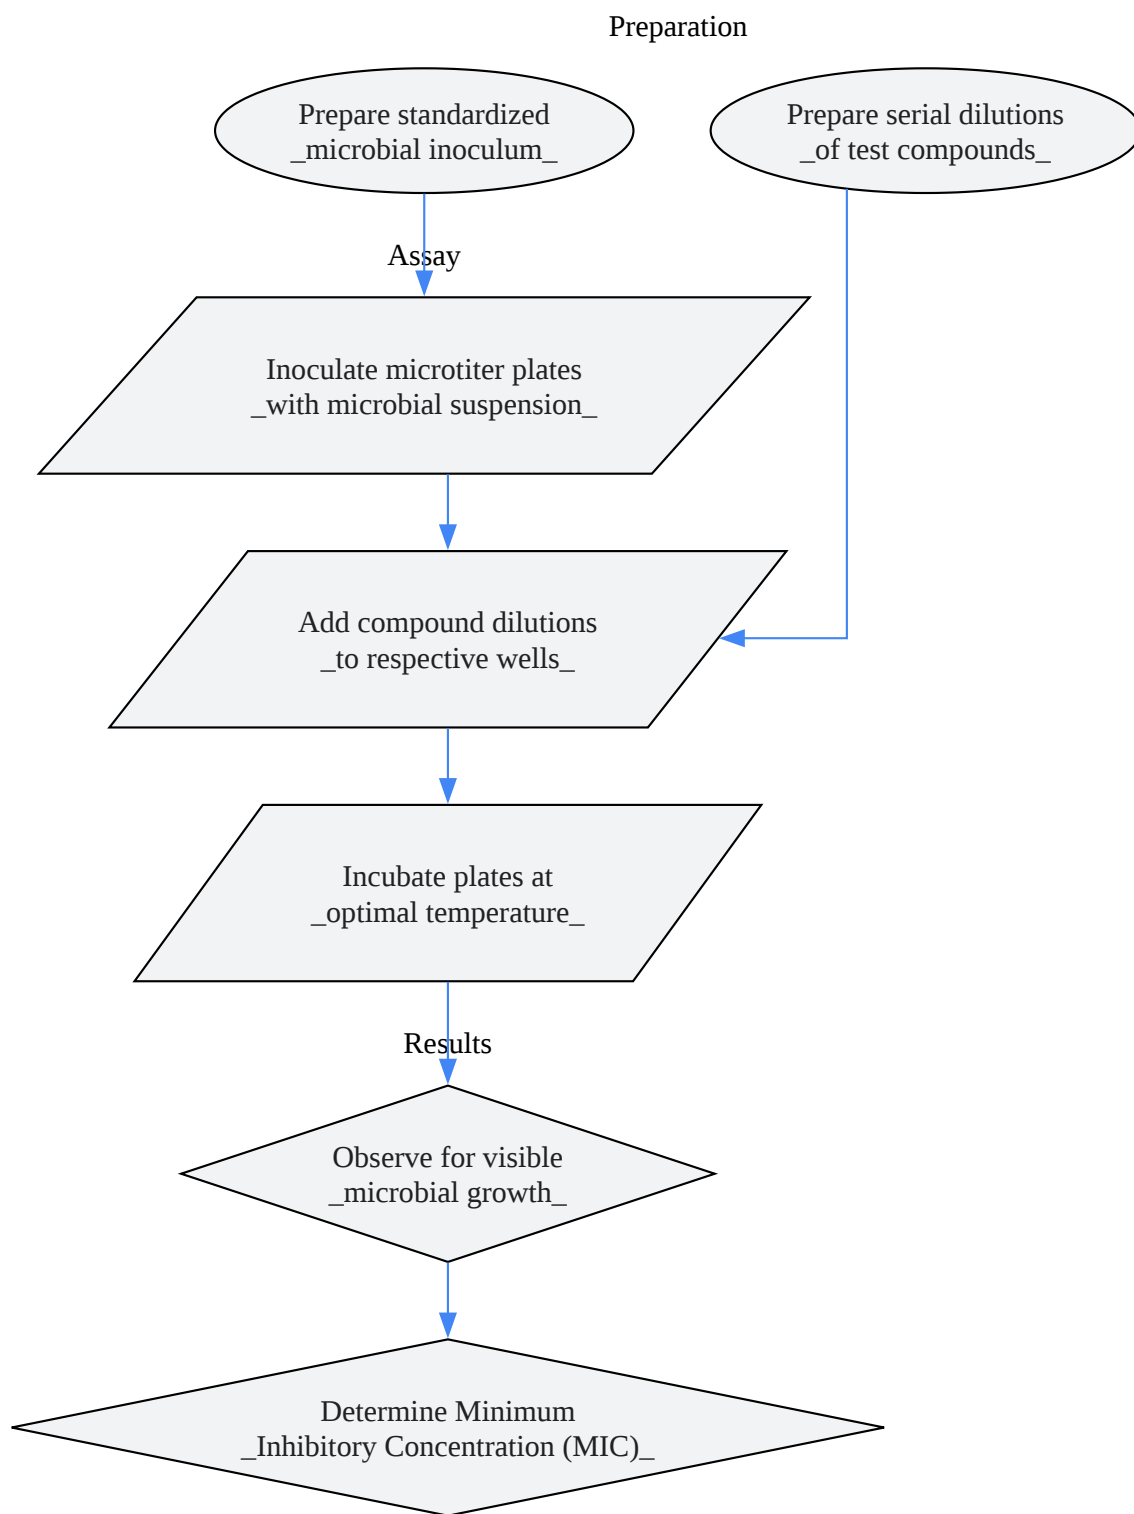 Preparation
Prepare standardized
_microbial inoculum_
Prepare serial dilutions
_of test compounds_
Assay
Inoculate microtiter plates
_with microbial suspension_
Add compound dilutions
_to respective wells_
Incubate plates at
_optimal temperature_
Results
Observe for visible
_microbial growth_
Determine Minimum
_Inhibitory Concentration (MIC)_